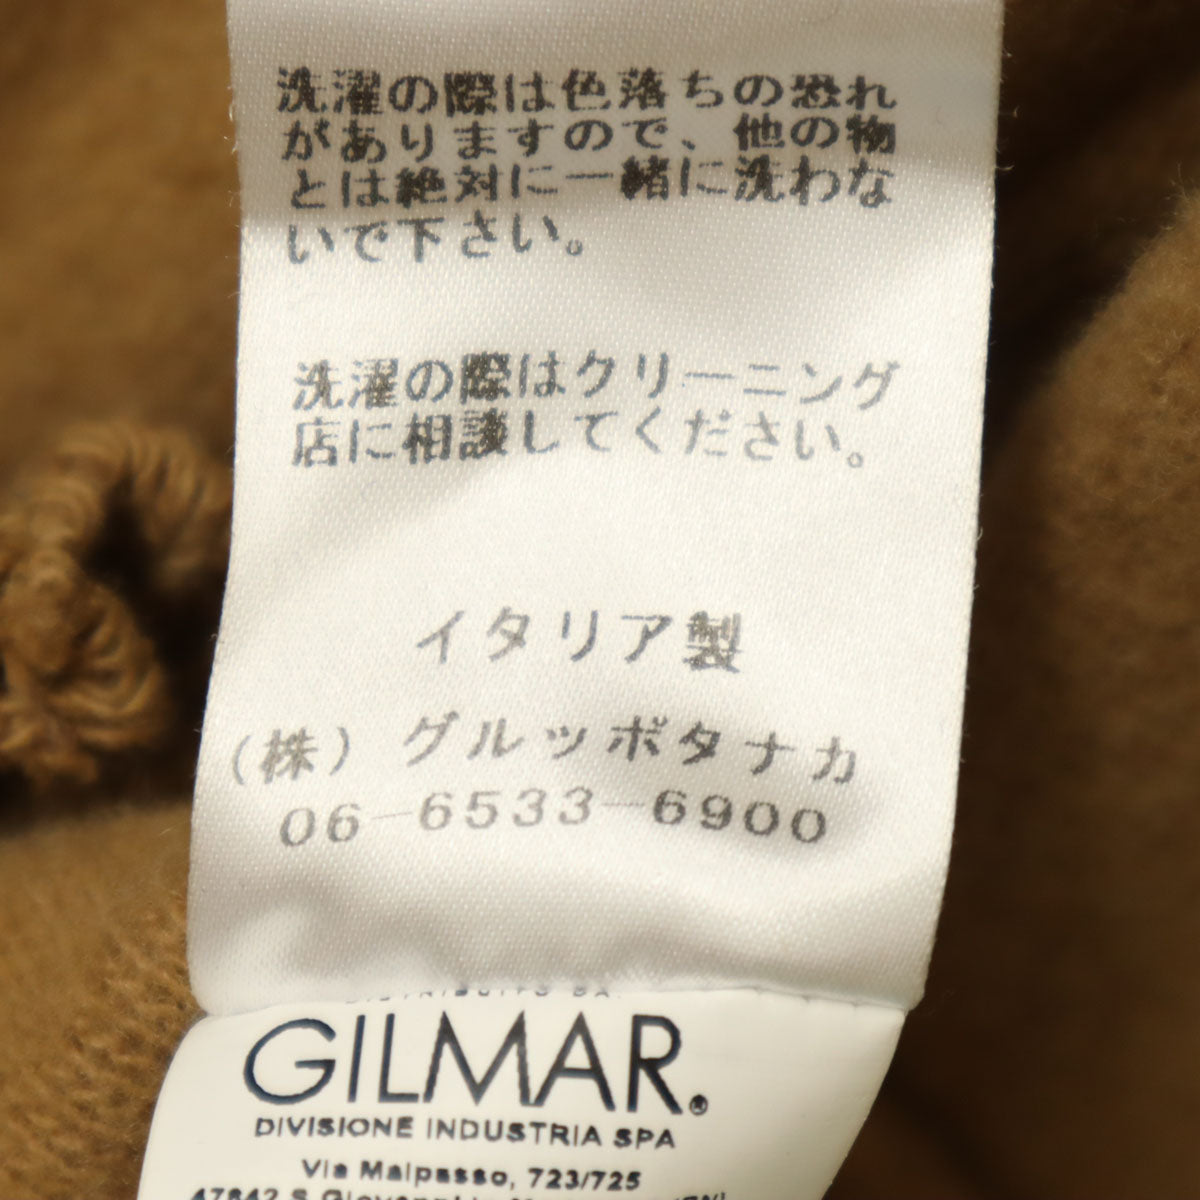 洗濯の際は色落ちの恐れ
がありますので、他の物
とは絶対に一緒に洗わな
いで下さい。
洗濯の際はクリーニング
店に相談してください。
イタリア製
（株）グルッポタナカ
06-6533-6900
GILMAR®
DIVISIONE INDUSTRIA SPA
Via Malpasso, 723/725
47842 S.Giovanni